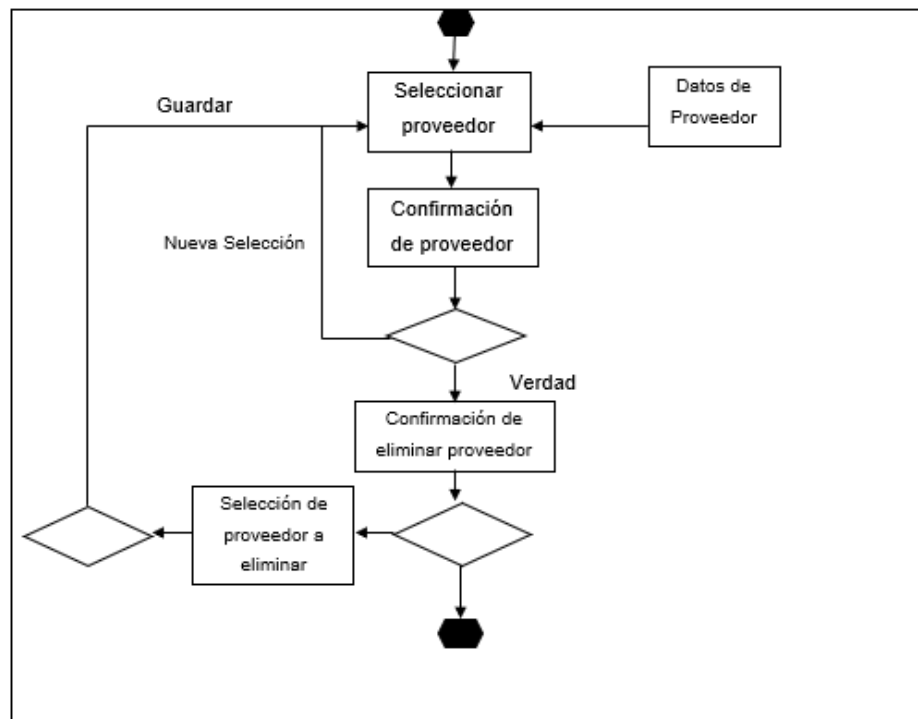 Seleccionar
proveedor
Datos de
Proveedor
Guardar
Confirmación
de proveedor
Nueva Selección
Verdad
Confirmación de
eliminar proveedor
Selección de
proveedor a
eliminar